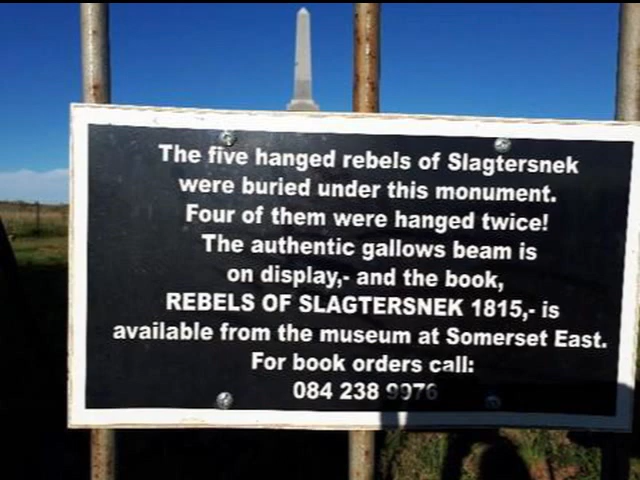 The five hanged rebels of Slagtersnek
were buried under this monument.
Four of them were hanged twice!
The authentic gallows beam is
on display,- and the book,
REBELS OF SLAGTERSNEK 1815,- is
available from the museum at Somerset East.
For book orders call:
084 238 9976